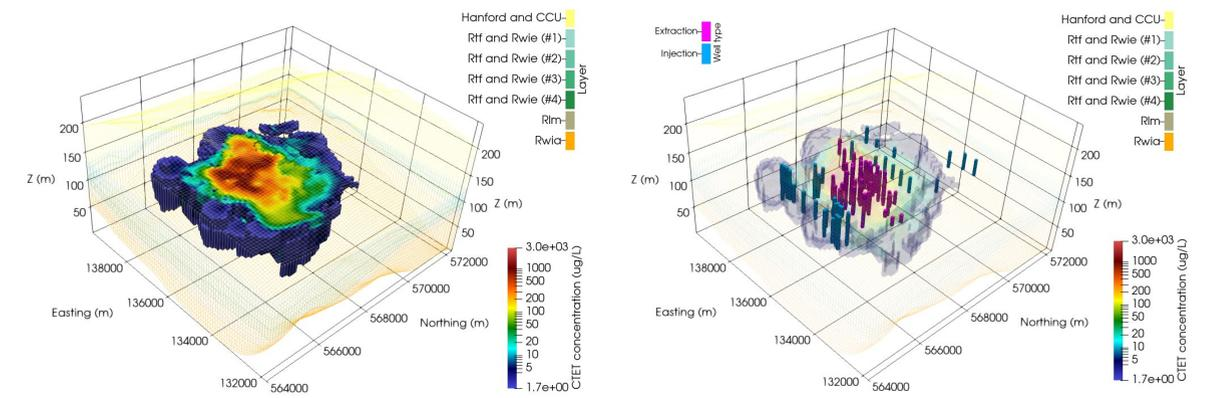 Hanford and CCU
Rtf and Rwie (#1)
Rtf and Rwie (#2)
Rtf and Rwie (#3)
Rtf and Rwie (#4)
Rlm
Rwia
Layer
200
150
100
50
Z (m)
200
150
100
50
Z (m)
138000
136000
134000
132000
Easting (m)
572000
570000
568000
566000
564000
Northing (m)
3.0e+03
1000
500
200
100
50
20
10
5
1.7e+00
CTET concentration (ug/L)
Extraction
Injection
Well type
Hanford and CCU
Rtf and Rwie (#1)
Rtf and Rwie (#2)
Rtf and Rwie (#3)
Rtf and Rwie (#4)
Rlm
Rwia
Layer
200
150
100
50
Z (m)
200
150
100
50
Z (m)
138000
136000
134000
132000
Easting (m)
572000
570000
568000
566000
564000
Northing (m)
3.0e+03
1000
500
200
100
50
20
10
5
1.7e+00
CTET concentration (ug/L)